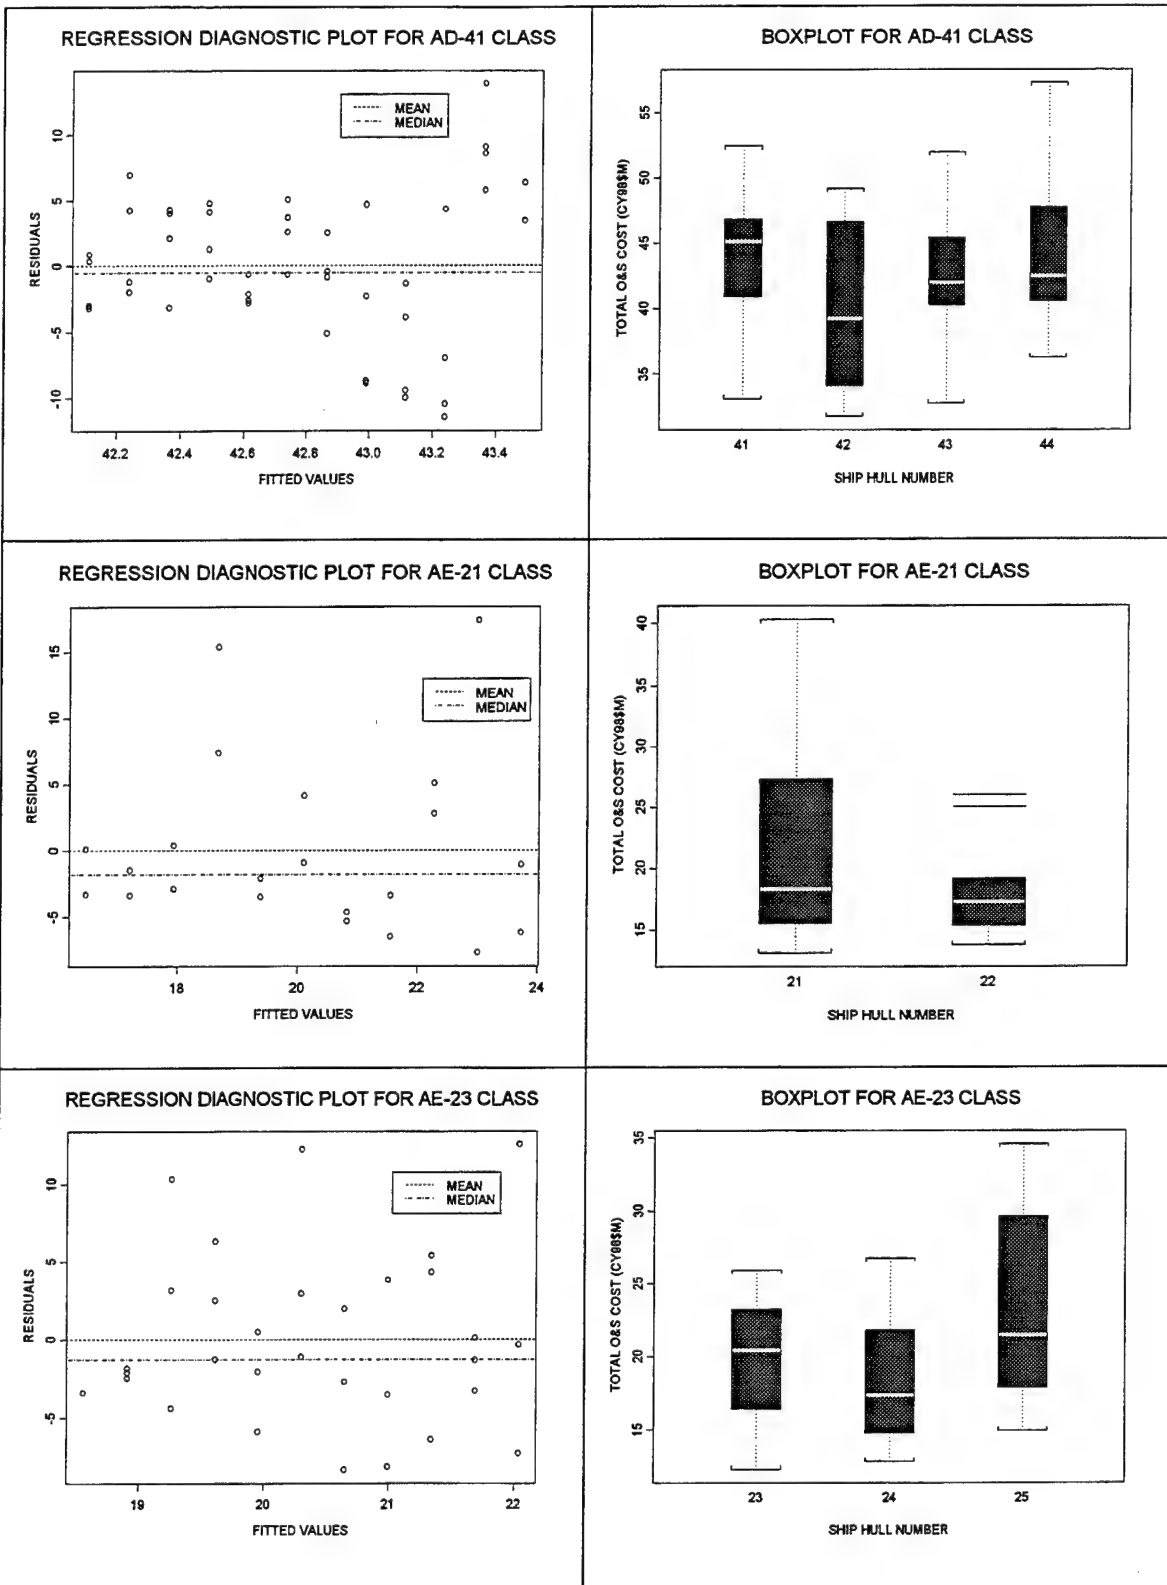 REGRESSION DIAGNOSTIC PLOT FOR AD-41 CLASS
MEAN
MEDIAN
10
5
0
-5
-10
RESIDUALS
42.2 42.4 42.6 42.8 43.0 43.2 43.4
FITTED VALUES
BOXPLOT FOR AD-41 CLASS
55
50
45
40
35
TOTAL O&S COST (CY98$M)
41 42 43 44
SHIP HULL NUMBER
REGRESSION DIAGNOSTIC PLOT FOR AE-21 CLASS
MEAN
MEDIAN
15
10
5
0
-5
RESIDUALS
18 20 22 24
FITTED VALUES
BOXPLOT FOR AE-21 CLASS
40
35
30
25
20
15
TOTAL O&S COST (CY98$M)
21 22
SHIP HULL NUMBER
REGRESSION DIAGNOSTIC PLOT FOR AE-23 CLASS
MEAN
MEDIAN
10
5
0
-5
RESIDUALS
19 20 21 22
FITTED VALUES
BOXPLOT FOR AE-23 CLASS
35
30
25
20
15
TOTAL O&S COST (CY98$M)
23 24 25
SHIP HULL NUMBER